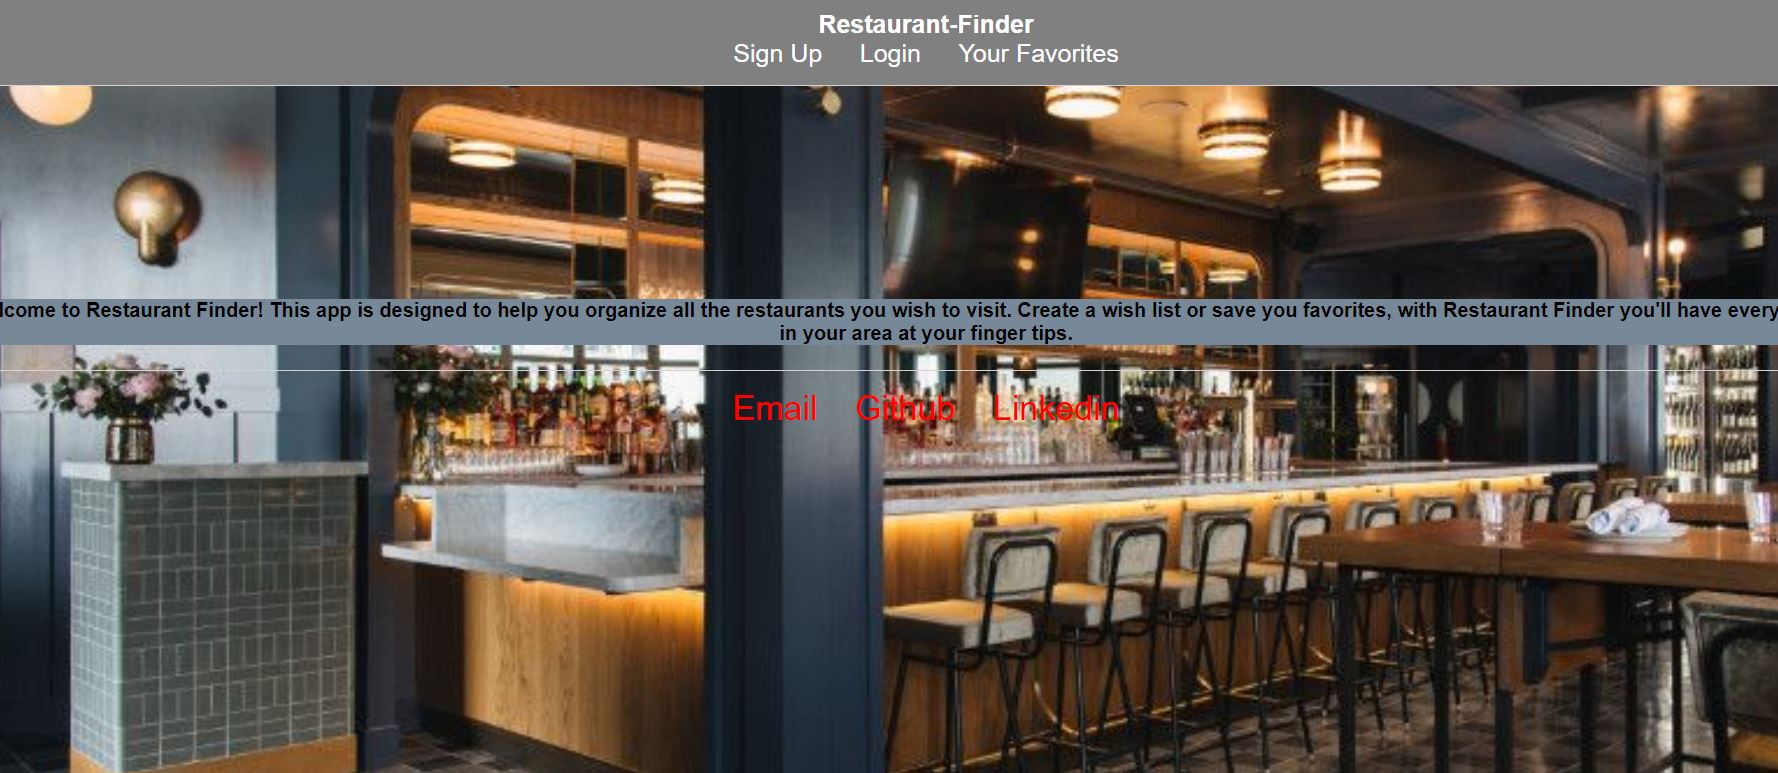 Restaurant-Finder
Sign Up Login Your Favorites
lcome to Restaurant Finder! This app is designed to help you organize all the restaurants you wish to visit. Create a wish list or save you favorites, with Restaurant Finder you'll have every
in your area at your finger tips.
Email Github Linkedin